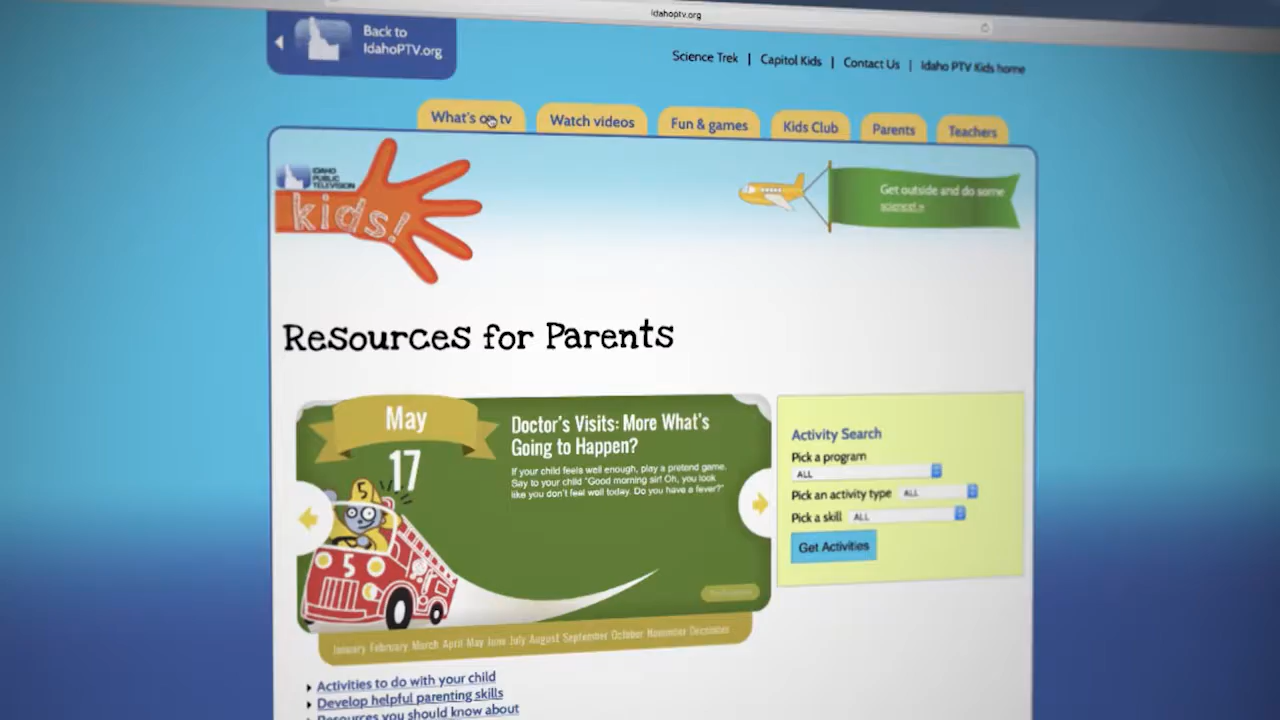 idahoptv.org
Back to
IdahoPTV.org
Science Trek | Capitol Kids | Contact Us | Idaho PTV Kids home
What's on tv
Watch videos
Fun & games
Kids Club
Parents
Teachers
IDAHO
PUBLIC
TELEVISION
kids!
Get outside and do some
science! »
Resources for Parents
May
17
5
5
Doctor's Visits: More What's
Going to Happen?
If your child feels well enough, play a pretend game.
Say to your child "Good morning sir! Oh, you look
like you don't feel well today. Do you have a fever?"
January February March April May June July August September October November December
Activity Search
Pick a program
ALL
Pick an activity type ALL
Pick a skill ALL
Get Activities
Activities to do with your child
Develop helpful parenting skills
Resources you should know about